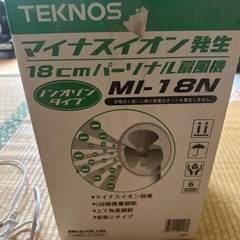 TEKNOS
マイナスイオン発生
18cmパーソナル扇風機
ノンオゾン
タイプ
MI-18N
・マイナスイオン効果
・2段階風量調節
・上下角度調節
・首振りタイプ
6